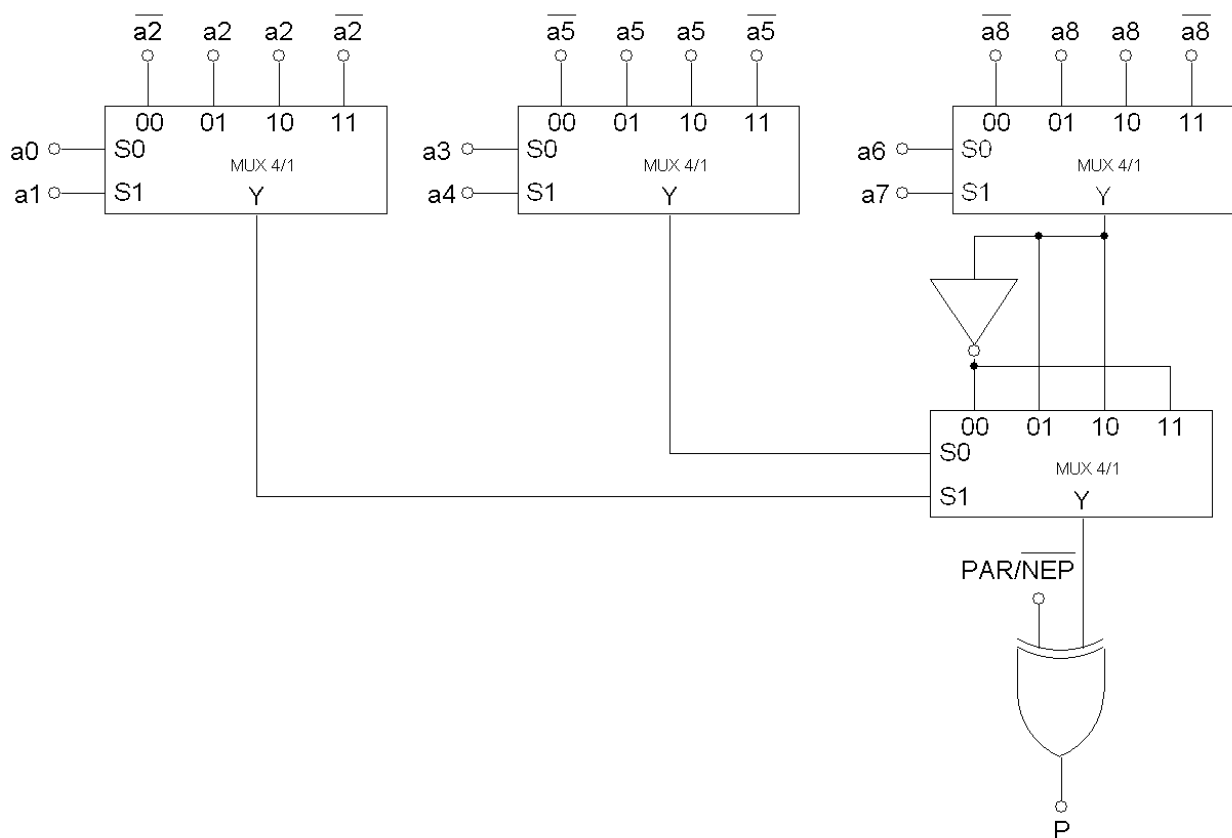 a2 a2 a2 a2 a5 a5 a5 a5 a8 a8 a8 a8
00 01 10 11 00 01 10 11 00 01 10 11
a0 S0 a3 S0 a6 S0
MUX 4/1 MUX 4/1 MUX 4/1
a1 S1 Y a4 S1 Y a7 S1 Y
00 01 10 11
S0
MUX 4/1
S1 Y
PAR/NEP
P